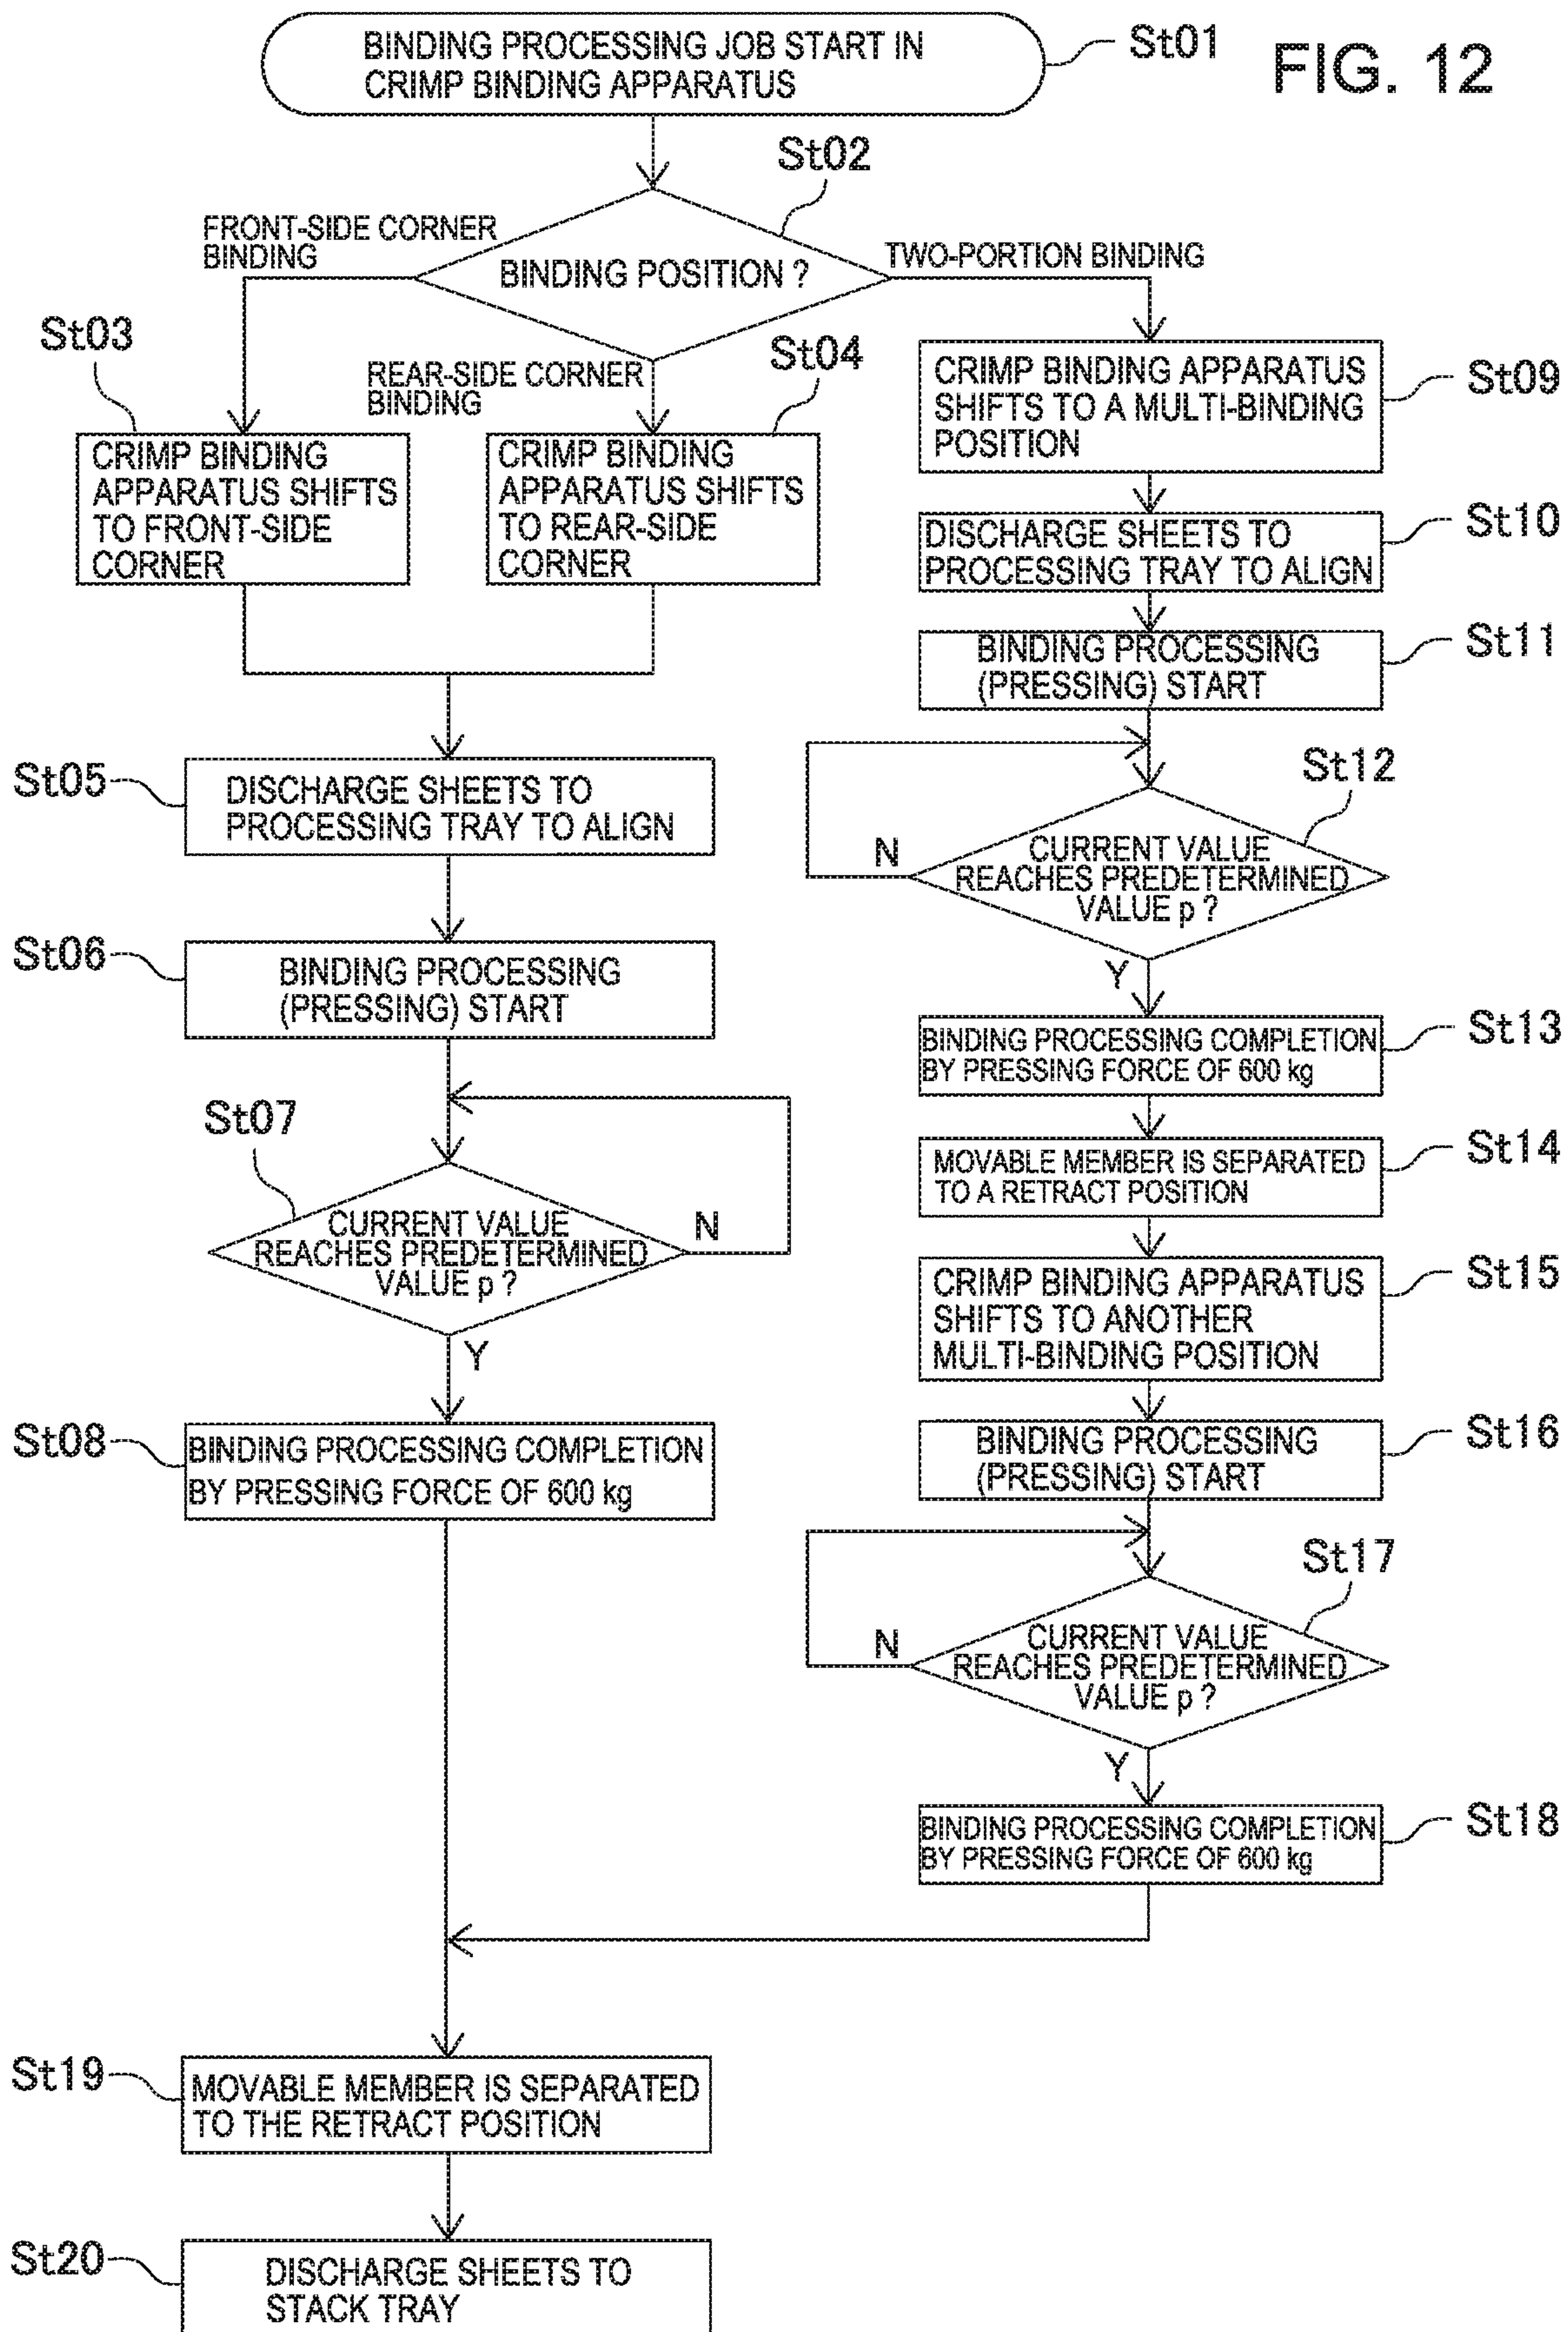 BINDING PROCESSING JOB START IN
CRIMP BINDING APPARATUS
St01
FIG. 12
St02
FRONT-SIDE CORNER
BINDING
BINDING POSITION ?
TWO-PORTION BINDING
St03
REAR-SIDE CORNER
BINDING
St04
CRIMP BINDING
APPARATUS SHIFTS
TO FRONT-SIDE
CORNER
CRIMP BINDING
APPARATUS SHIFTS
TO REAR-SIDE
CORNER
St05
DISCHARGE SHEETS TO
PROCESSING TRAY TO ALIGN
St06
BINDING PROCESSING
(PRESSING) START
St07
CURRENT VALUE
REACHES PREDETERMINED
VALUE p ?
N
Y
St08
BINDING PROCESSING COMPLETION
BY PRESSING FORCE OF 600 kg
CRIMP BINDING APPARATUS
SHIFTS TO A MULTI-BINDING
POSITION
St09
DISCHARGE SHEETS TO
PROCESSING TRAY TO ALIGN
St10
BINDING PROCESSING
(PRESSING) START
St11
St12
CURRENT VALUE
REACHES PREDETERMINED
VALUE p ?
N
Y
BINDING PROCESSING COMPLETION
BY PRESSING FORCE OF 600 kg
St13
MOVABLE MEMBER IS SEPARATED
TO A RETRACT POSITION
St14
CRIMP BINDING APPARATUS
SHIFTS TO ANOTHER
MULTI-BINDING POSITION
St15
BINDING PROCESSING
(PRESSING) START
St16
St17
CURRENT VALUE
REACHES PREDETERMINED
VALUE p ?
N
Y
BINDING PROCESSING COMPLETION
BY PRESSING FORCE OF 600 kg
St18
St19
MOVABLE MEMBER IS SEPARATED
TO THE RETRACT POSITION
St20
DISCHARGE SHEETS TO
STACK TRAY